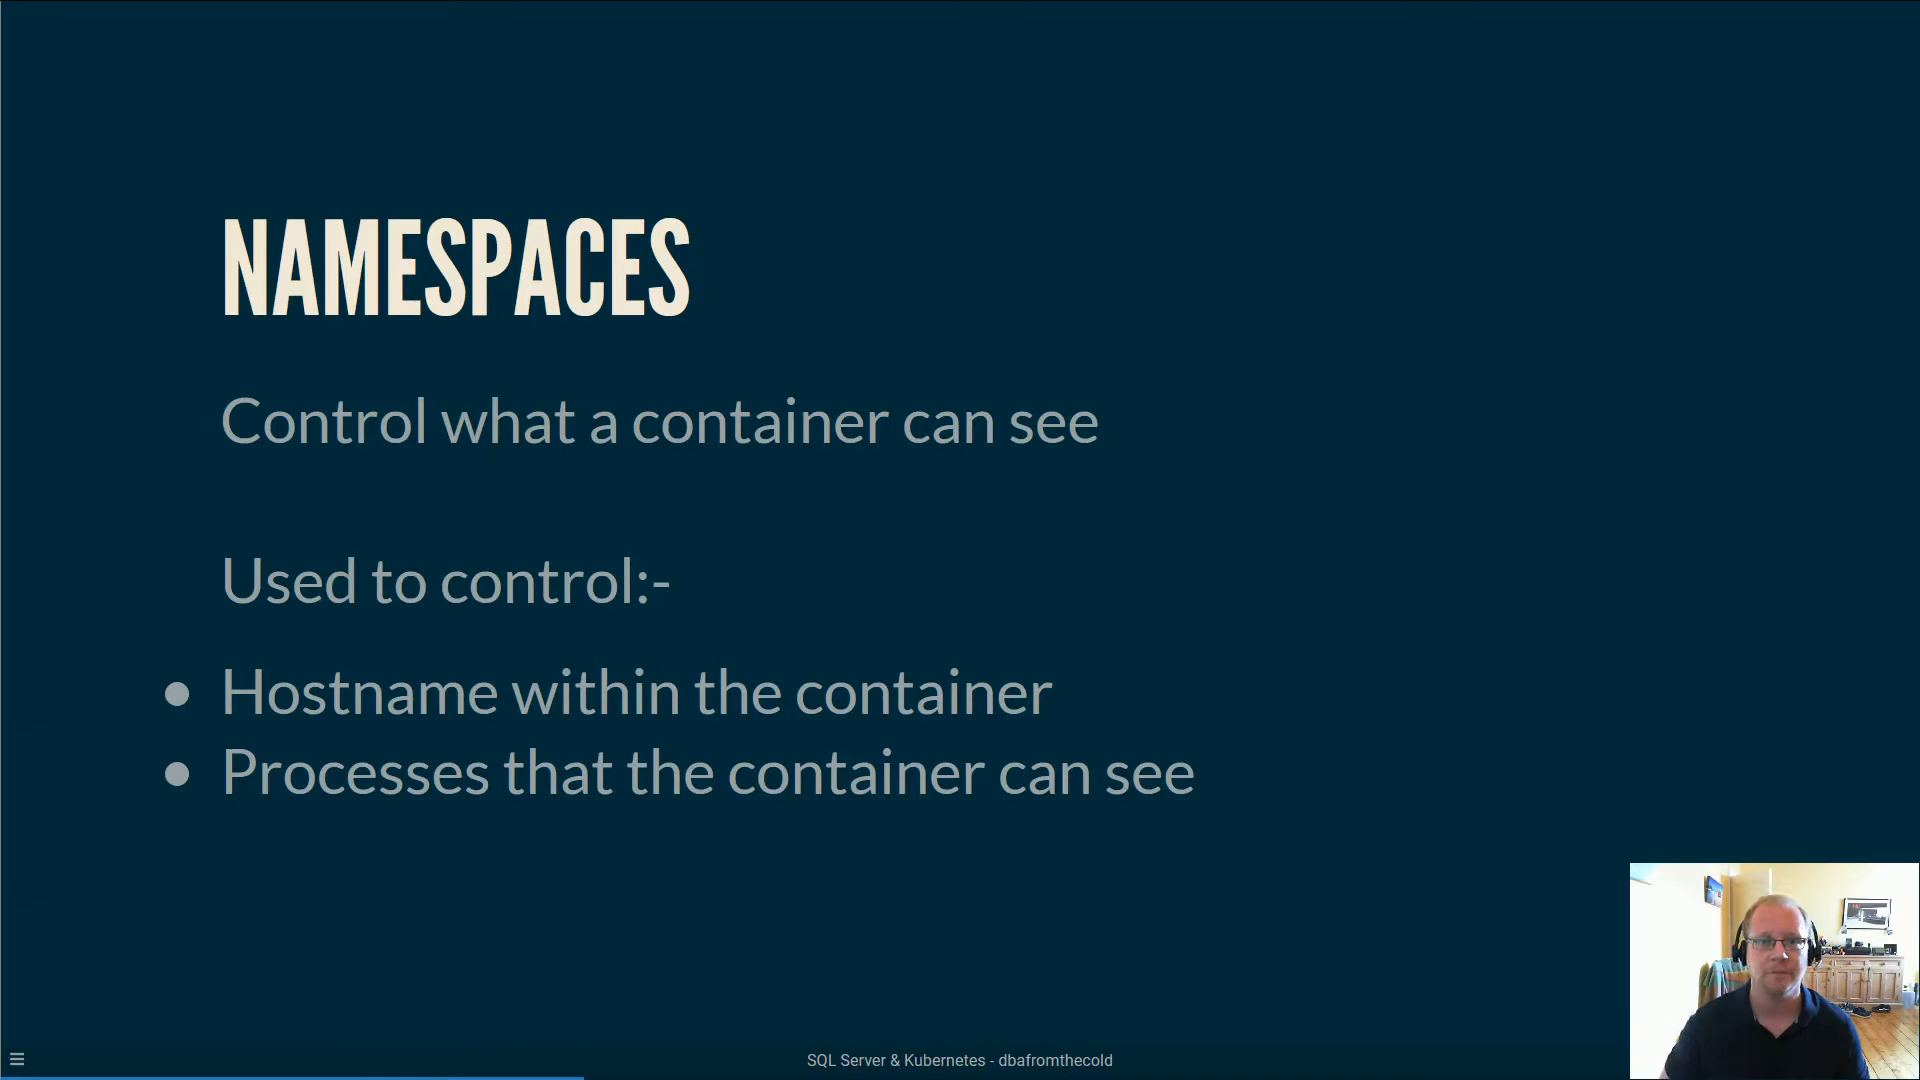 NAMESPACES
Control what a container can see
Used to control:-
Hostname within the container
Processes that the container can see
SQL Server & Kubernetes - dbafromthecold